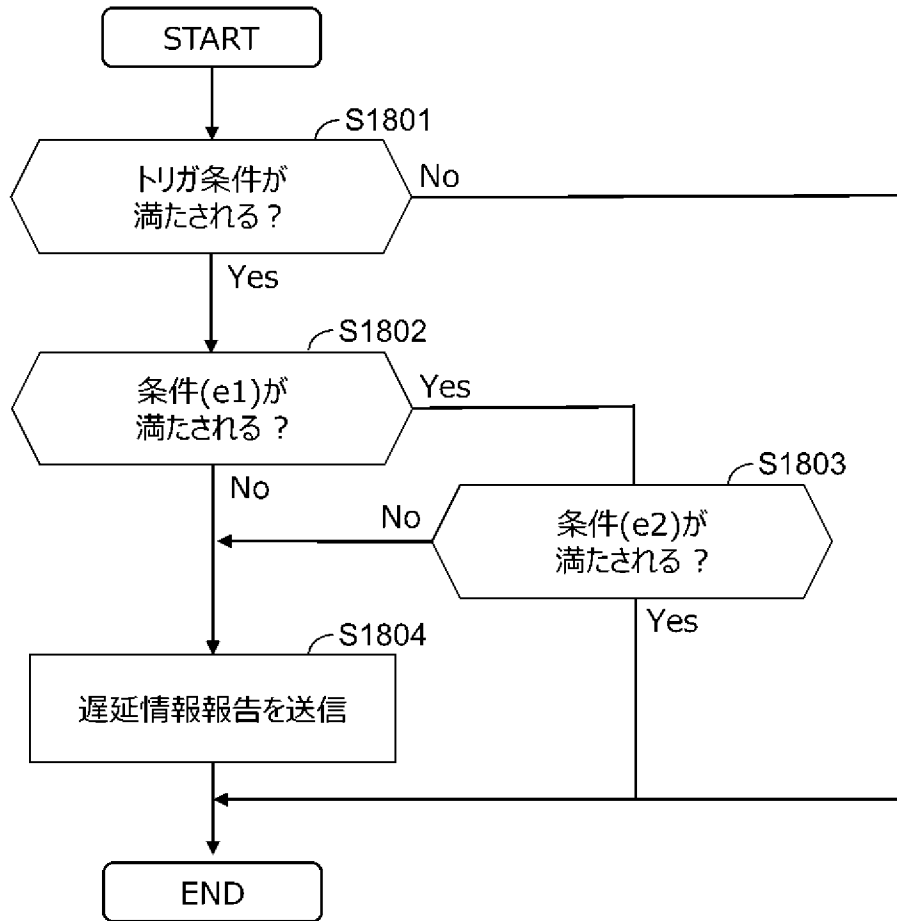 START
S1801
トリガ条件が
満たされる？
No
Yes
S1802
条件(e1)が
満たされる？
Yes
No
S1803
条件(e2)が
満たされる？
No
Yes
S1804
遅延情報報告を送信
END